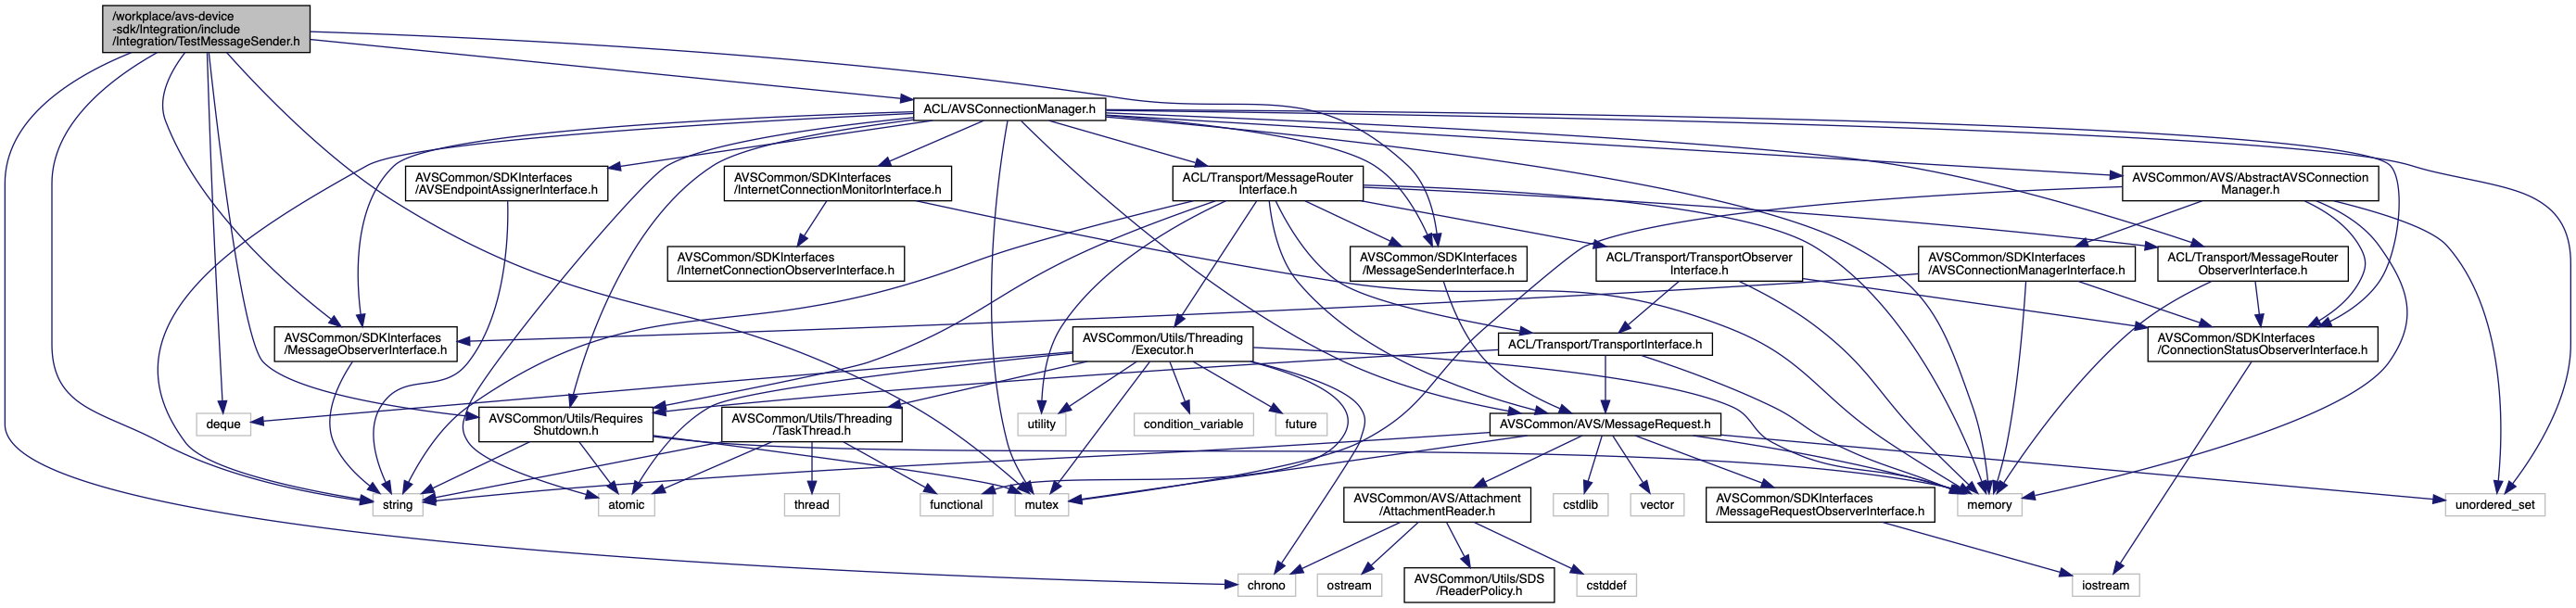 /workplace/avs-device
-sdk/Integration/include
/Integration/TestMessageSender.h
ACL/AVSConnectionManager.h
AVSCommon/SDKInterfaces
/AVSEndpointAssignerInterface.h
AVSCommon/SDKInterfaces
/InternetConnectionMonitorInterface.h
ACL/Transport/MessageRouter
Interface.h
AVSCommon/AVS/AbstractAVSConnection
Manager.h
AVSCommon/SDKInterfaces
/InternetConnectionObserverInterface.h
AVSCommon/SDKInterfaces
/MessageSenderInterface.h
ACL/Transport/TransportObserver
Interface.h
AVSCommon/SDKInterfaces
/AVSConnectionManagerInterface.h
ACL/Transport/MessageRouter
ObserverInterface.h
AVSCommon/SDKInterfaces
/MessageObserverInterface.h
AVSCommon/Utils/Threading
/Executor.h
ACL/Transport/TransportInterface.h
AVSCommon/SDKInterfaces
/ConnectionStatusObserverInterface.h
deque
AVSCommon/Utils/Requires
Shutdown.h
AVSCommon/Utils/Threading
/TaskThread.h
utility
condition_variable
future
AVSCommon/AVS/MessageRequest.h
string
atomic
thread
functional
mutex
AVSCommon/AVS/Attachment
/AttachmentReader.h
cstdlib
vector
AVSCommon/SDKInterfaces
/MessageRequestObserverInterface.h
memory
unordered_set
chrono
ostream
AVSCommon/Utils/SDS
/ReaderPolicy.h
cstddef
iostream